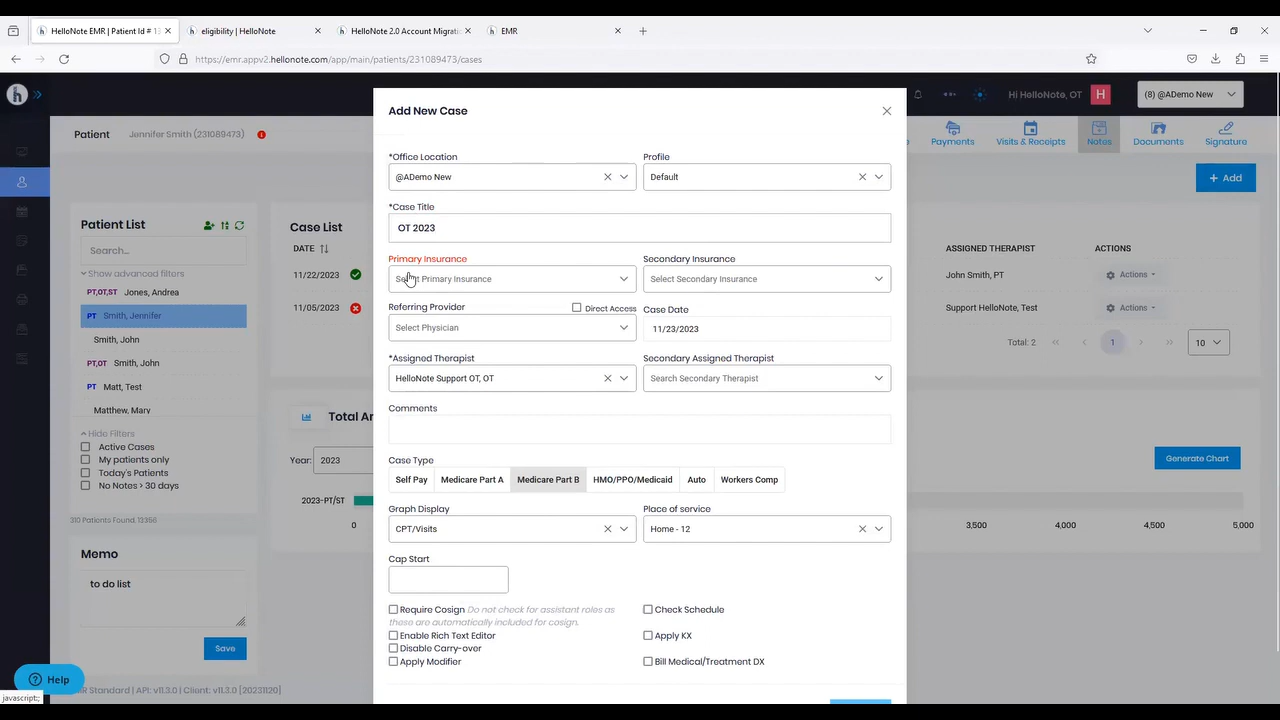 HelloNote EMR | Patient Id # 13
eligibility | HelloNote
HelloNote 2.0 Account Migrati
EMR
https://emr.appv2.hellonote.com/app/main/patients/231089473/cases
Hi HelloNote, OT
H
(8) @ADemo New
Patient
Jennifer Smith (231089473)
Payments
Visits & Receipts
Notes
Documents
Signature
+ Add
Patient List
Search...
Show advanced filters
PT,OT,ST Jones, Andrea
PT Smith, Jennifer
Smith, John
PT,OT Smith, John
PT Matt, Test
Matthew, Mary
Hide Filters
Active Cases
My patients only
Today's Patients
No Notes > 30 days
310 Patients Found. 13366
Memo
to do list
Save
Help
Standard | API: v11.3.0 | Client: v11.3.0 [20231120]
javascript:;
Case List
DATE
11/22/2023
11/05/2023
ASSIGNED THERAPIST
ACTIONS
John Smith, PT
Actions
Support HelloNote, Test
Actions
Total: 2
1
10
Total
Year:
2023
Generate Chart
2023-PT/ST
0
3,500
4,000
4,500
5,000
Add New Case
*Office Location
@ADemo New
Profile
Default
*Case Title
OT 2023
Primary Insurance
Select Primary Insurance
Secondary Insurance
Select Secondary Insurance
Referring Provider
Direct Access
Select Physician
Case Date
11/23/2023
*Assigned Therapist
HelloNote Support OT, OT
Secondary Assigned Therapist
Search Secondary Therapist
Comments
Case Type
Self Pay
Medicare Part A
Medicare Part B
HMO/PPO/Medicaid
Auto
Workers Comp
Graph Display
CPT/Visits
Place of service
Home - 12
Cap Start
Require Cosign Do not check for assistant roles as
these are automatically included for cosign.
Enable Rich Text Editor
Disable Carry-over
Apply Modifier
Check Schedule
Apply KX
Bill Medical/Treatment DX